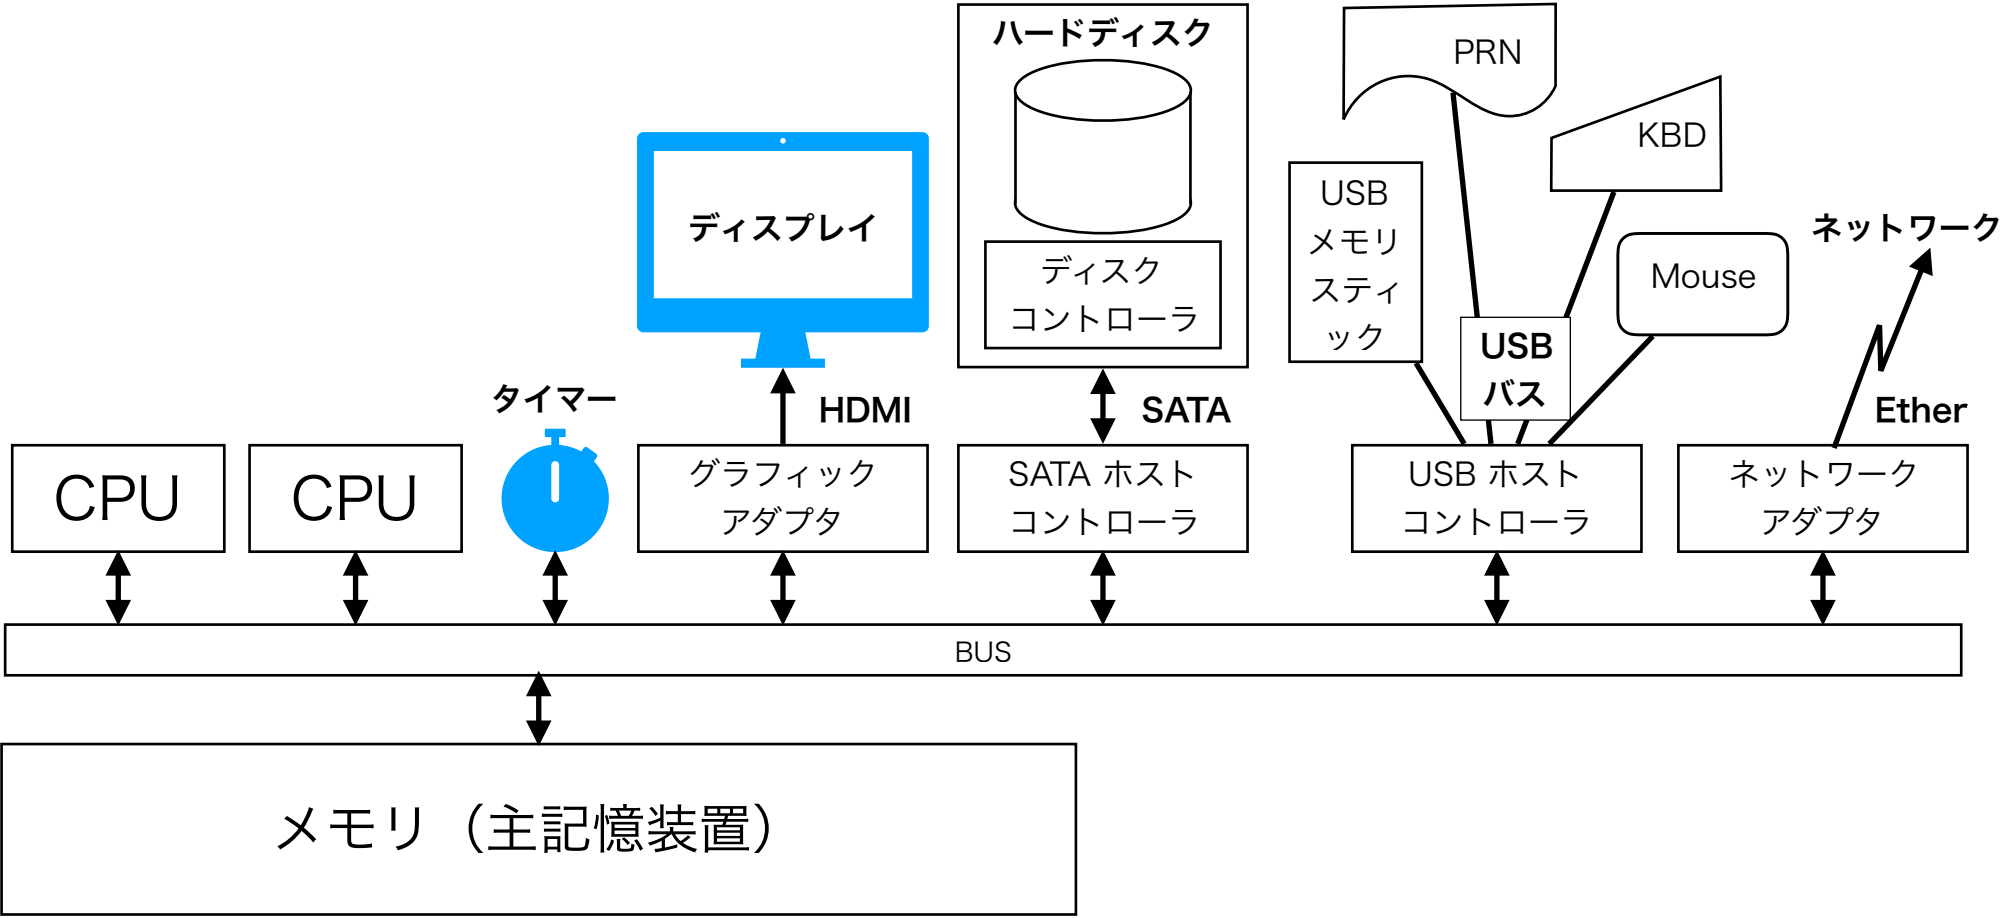 ハードディスク
PRN
KBD
USB
メモリ
スティ
ック
ディスプレイ
ネットワーク
ディスク
コントローラ
Mouse
USB
バス
タイマー
HDMI
SATA
Ether
CPU
CPU
グラフィック
アダプタ
SATA ホスト
コントローラ
USB ホスト
コントローラ
ネットワーク
アダプタ
BUS
メモリ（主記憶装置）